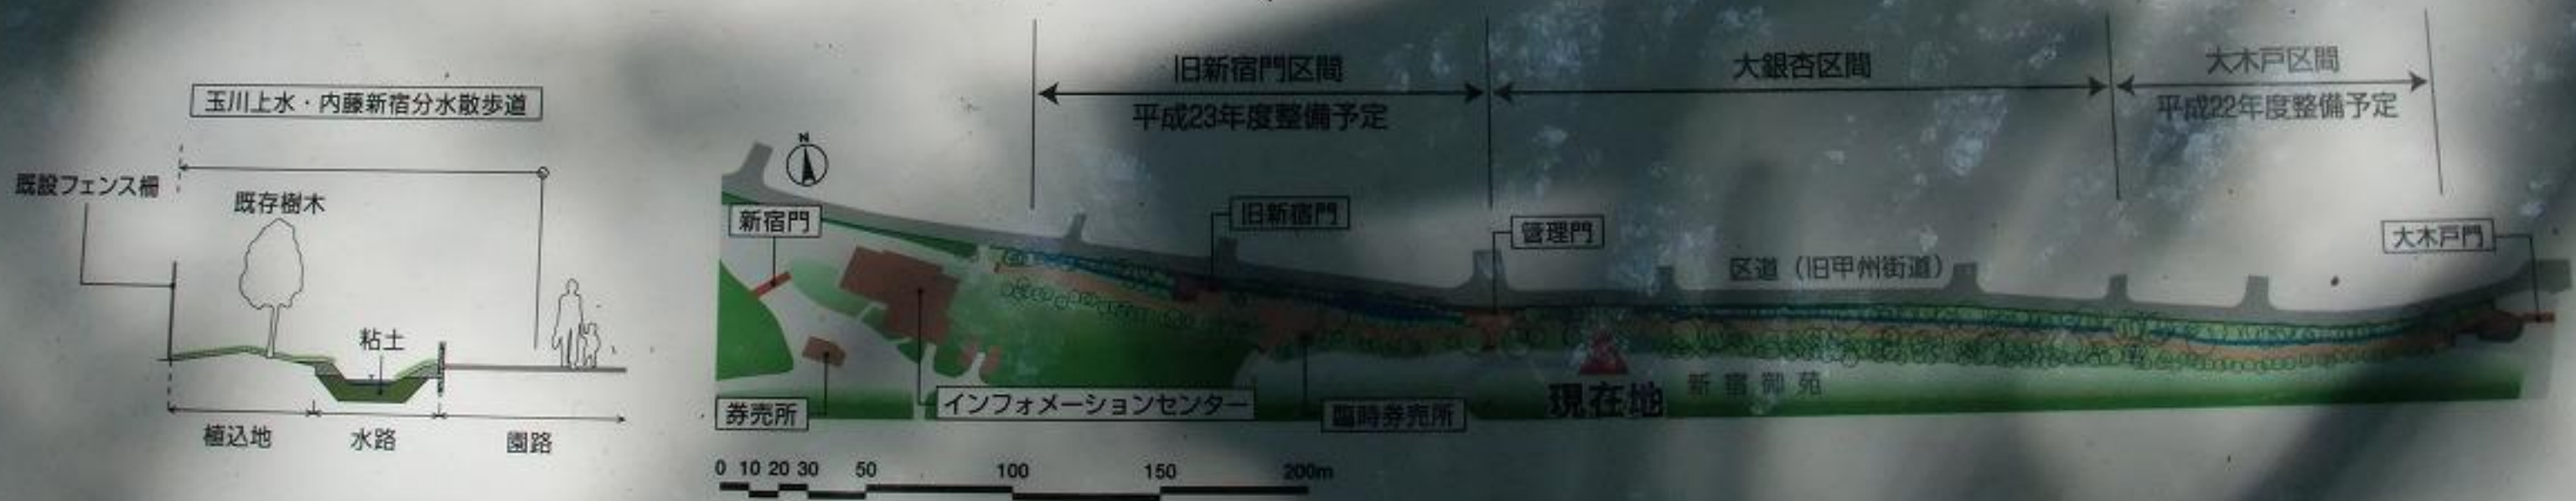 玉川上水・内藤新宿分水散歩道
既設フェンス柵
既存樹木
粘土
植込地
水路
園路
旧新宿門区間
平成23年度整備予定
大銀杏区間
大木戸区間
平成22年度整備予定
N
新宿門
旧新宿門
管理門
大木戸門
区道（旧甲州街道）
券売所
インフォメーションセンター
臨時券売所
現在地
新宿御苑
0 10 20 30 50 100 150 200m